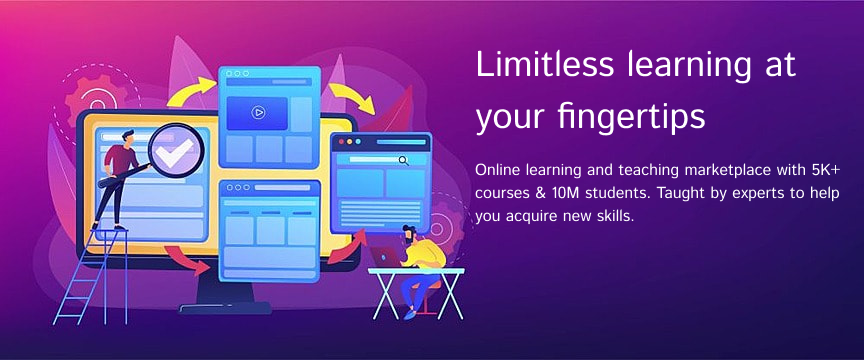 Limitless learning at
your fingertips
Online learning and teaching marketplace with 5K+
courses & 10M students. Taught by experts to help
you acquire new skills.